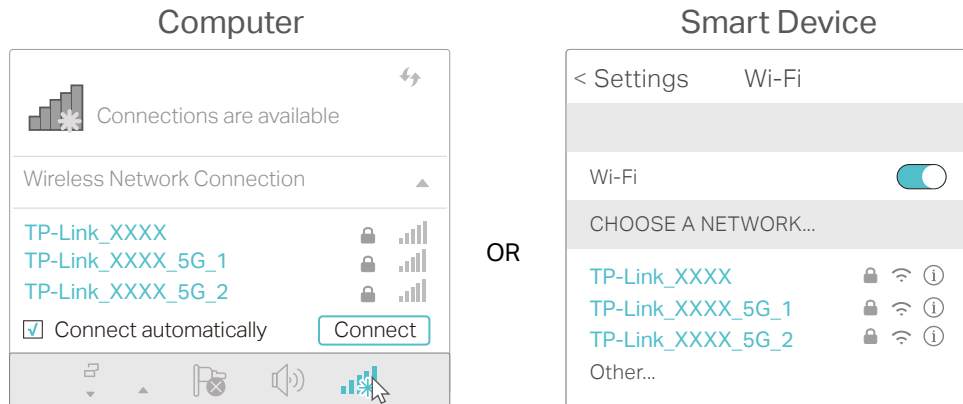 Computer
Connections are available
Wireless Network Connection
TP-Link_XXXX
TP-Link_XXXX_5G_1
TP-Link_XXXX_5G_2
Connect automatically
Connect
OR
Smart Device
< Settings
Wi-Fi
Wi-Fi
CHOOSE A NETWORK...
TP-Link_XXXX
TP-Link_XXXX_5G_1
TP-Link_XXXX_5G_2
Other...